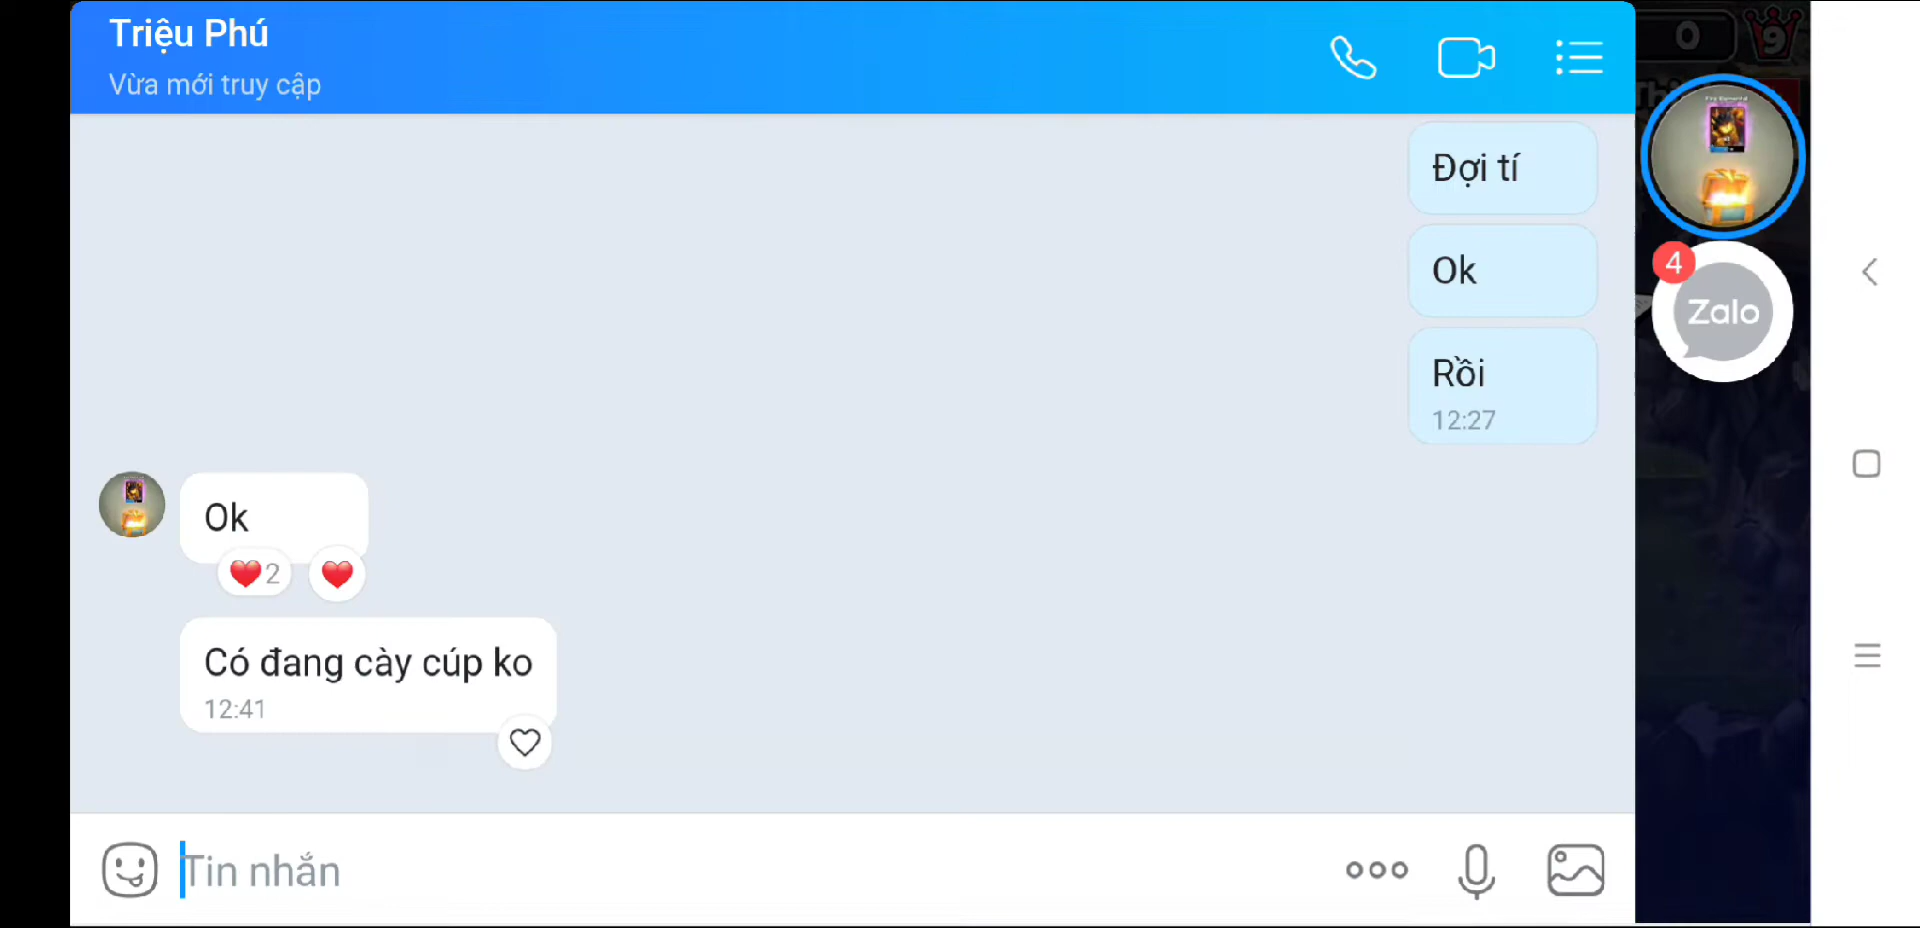 Triệu Phú
Vừa mới truy cập
0
9
Đợi tí
4
Zalo
Ok
Rồi
12:27
Ok
2
Có đang cày cúp ko
12:41
Tin nhắn